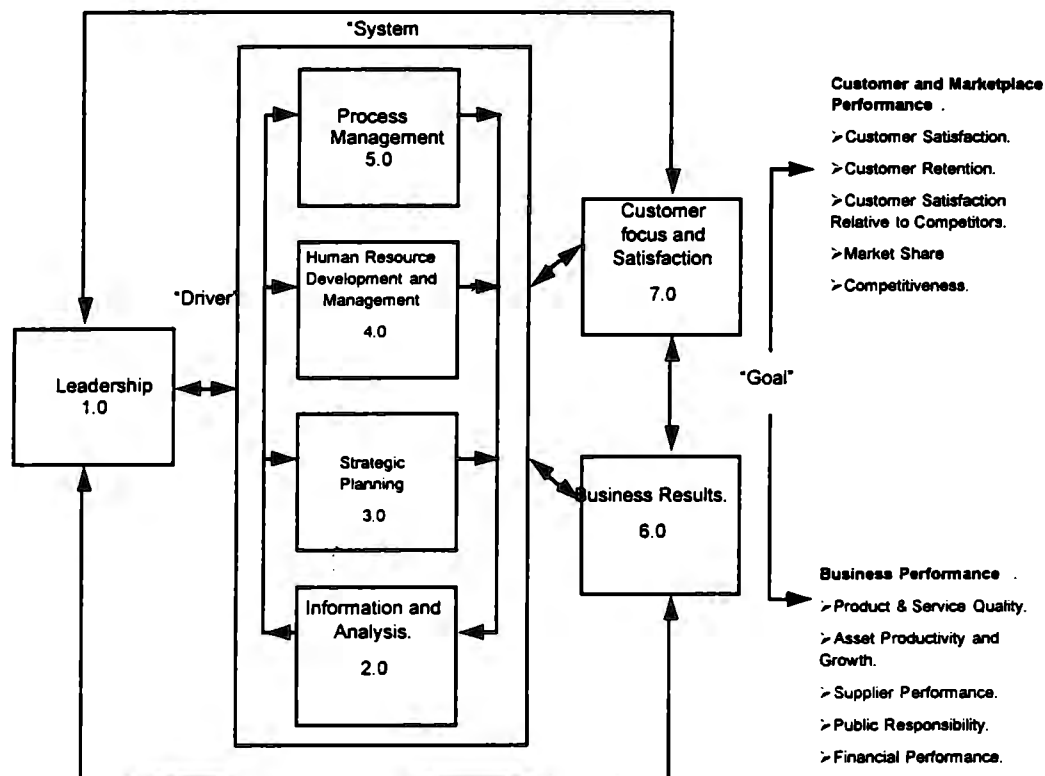 "System
Process
Management
5.0
Human Resource
Development and
Management
4.0
Strategic
Planning
3.0
Information and
Analysis.
2.0
"Driver"
Leadership
1.0
Customer
focus and
Satisfaction
7.0
Business Results.
6.0
"Goal"
Customer and Marketplace
Performance .
➢Customer Satisfaction.
➢Customer Retention.
➢Customer Satisfaction
Relative to Competitors.
➢Market Share
➢Competitiveness.
Business Performance .
➢Product & Service Quality.
➢Asset Productivity and
Growth.
➢Supplier Performance.
➢Public Responsibility.
➢Financial Performance.